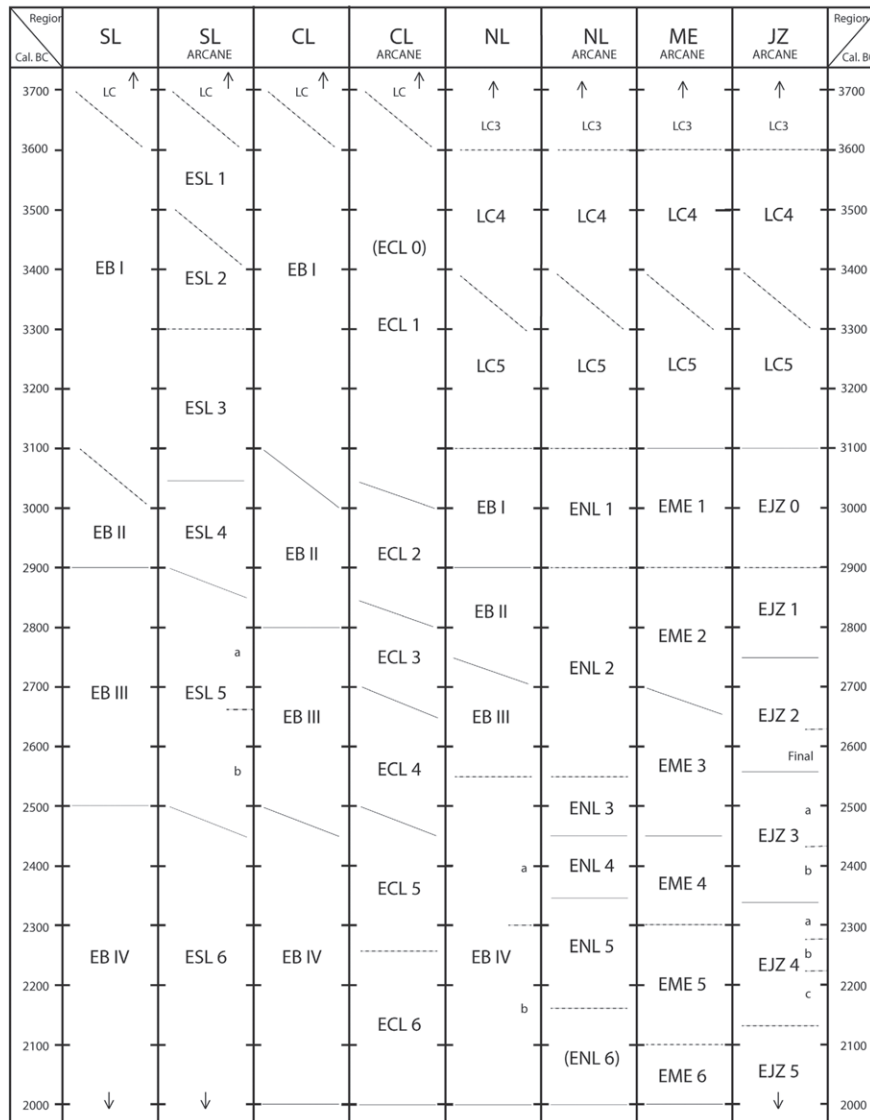 Region SL SL CL CL NL NL ME JZ Region
Cal. BC ARCANE ARCANE ARCANE ARCANE ARCANE Cal. BC
LC LC LC LC
3700 3700
LC3 LC3 LC3 LC3
3600 3600
ESL 1
3500 LC4 LC4 LC4 LC4 3500
(ECL 0)
EB I ESL 2 EB I
3400 3400
ECL 1
3300 3300
LC5 LC5 LC5 LC5
3200 3200
ESL 3
3100 3100
3000 EB I ENL 1 EME 1 EJZ 0 3000
EB II ESL 4
EB II ECL 2
2900 2900
EB II EJZ 1
2800 EME 2 2800
a ECL 3
ENL 2
2700 2700
EB III ESL 5
EB III EB III EJZ 2
2600 2600
Final
b ECL 4 EME 3
2500 ENL 3 a 2500
EJZ 3
2400 a ENL 4 b 2400
ECL 5 EME 4
2300 a 2300
EB IV ESL 6 EB IV EB IV ENL 5 EJZ 4 b
2200 EME 5 c 2200
b
ECL 6
2100 2100
(ENL 6) EME 6 EJZ 5
2000 2000